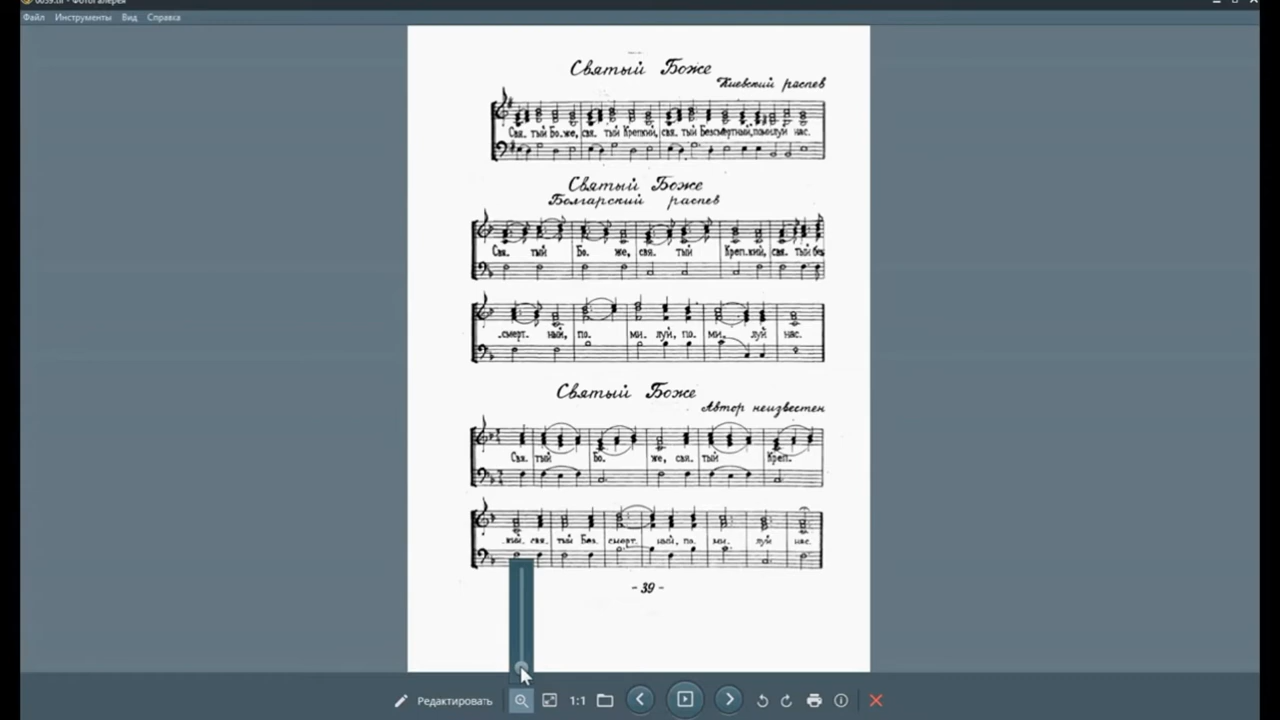 Файл Инструменты Вид Справка
Святый Боже
Киевский распев
Свя. тый Бо. же, свя. тый Крепкий, свя. тый Безсмертный, помилуй нас.
Святый Боже
Болгарский распев
Свя. тый Бо. же, свя. тый Креп. кий, свя. тый без
.смерт. ный, по. ми. луй, по. ми. луй нас.
Святый Боже
Автор неизвестен
Свя. тый Бо. же, свя. тый Креп.
.кий. свя. тый Без. смерт. ный, по. ми. луй нас.
- 39 -
Редактировать 1:1